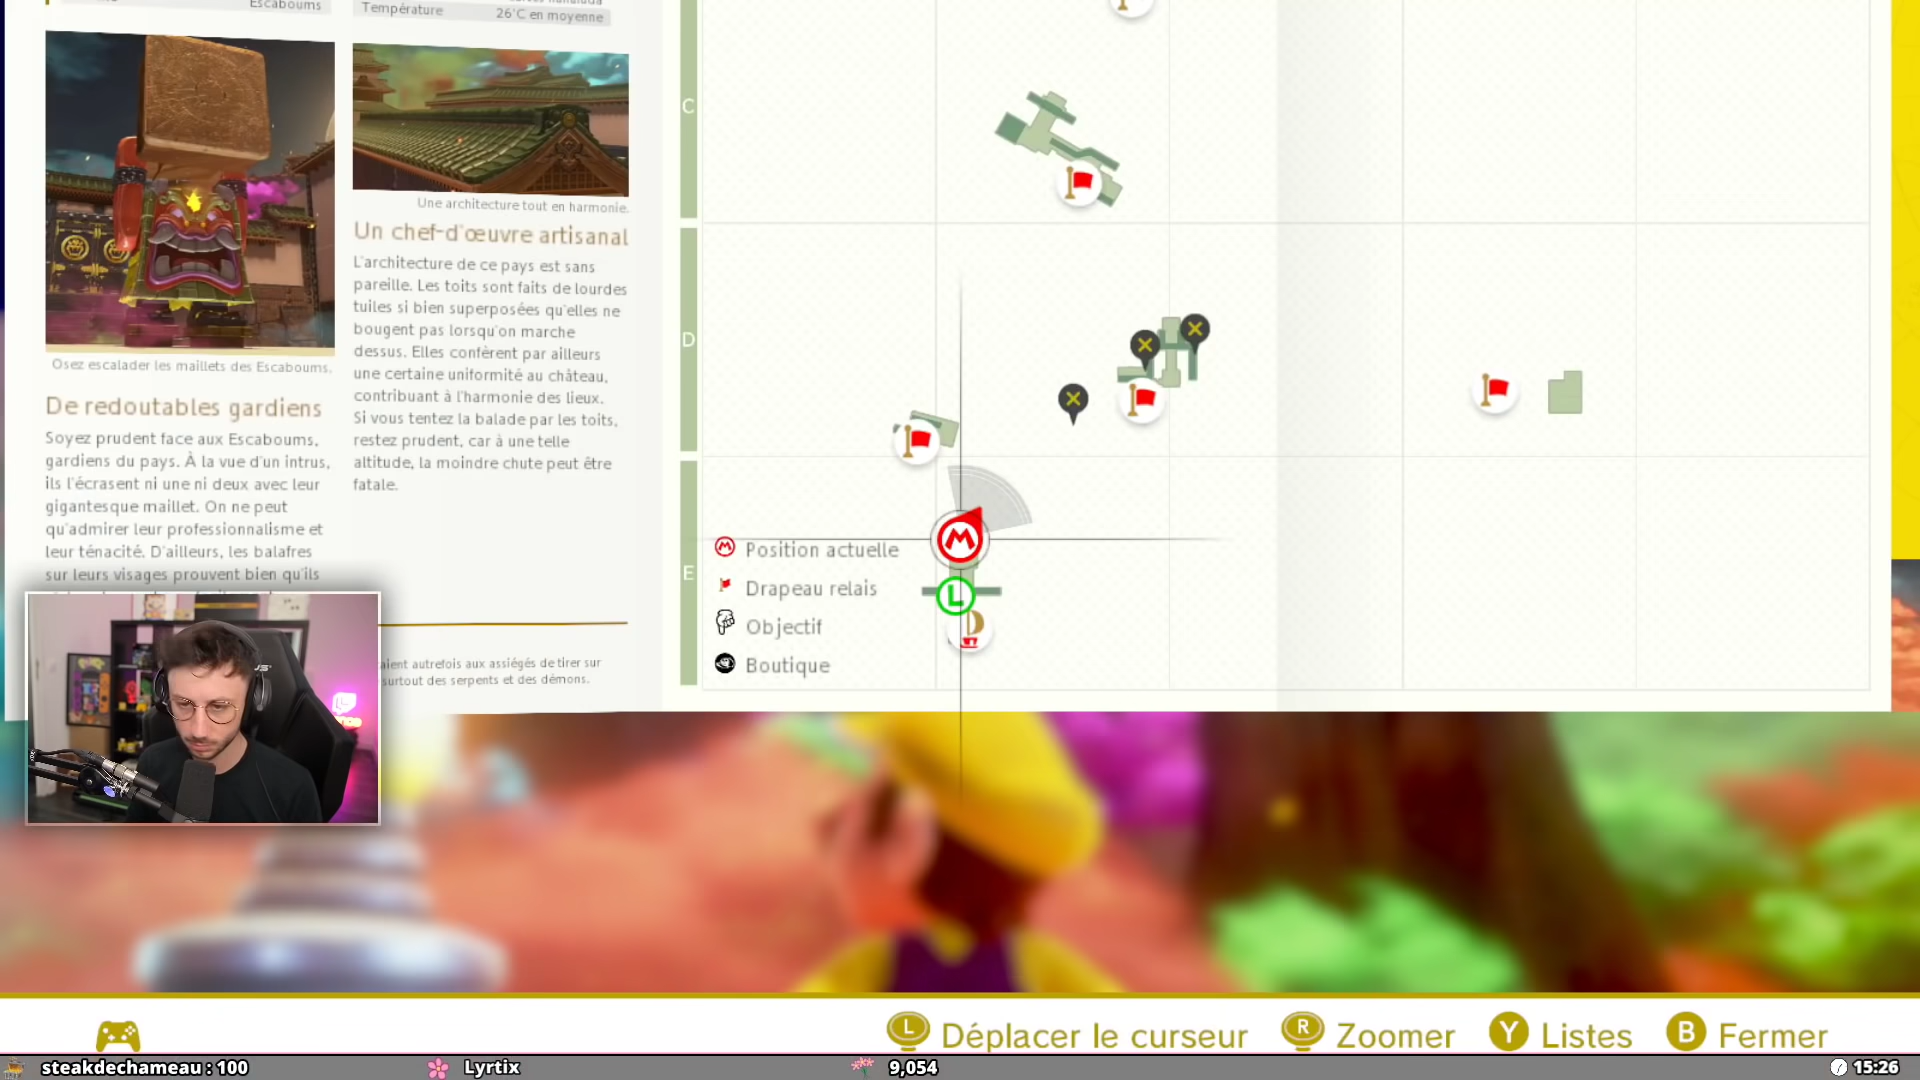 Escaboums
Température 26°C en moyenne
Osez escalader les maillets des Escaboums.
De redoutables gardiens
Soyez prudent face aux Escaboums,
gardiens du pays. À la vue d'un intrus,
ils l'écrasent ni une ni deux avec leur
gigantesque maillet. On ne peut
qu'admirer leur professionnalisme et
leur ténacité. D'ailleurs, les balafres
sur leurs visages prouvent bien qu'ils
Une architecture tout en harmonie.
Un chef-d'œuvre artisanal
L'architecture de ce pays est sans
pareille. Les toits sont faits de lourdes
tuiles si bien superposées qu'elles ne
bougent pas lorsqu'on marche
dessus. Elles confèrent par ailleurs
une certaine uniformité au château,
contribuant à l'harmonie des lieux.
Si vous tentez la balade par les toits,
restez prudent, car à une telle
altitude, la moindre chute peut être
fatale.
autrefois aux assiégés de tirer sur
surtout des serpents et des démons.
C
D
E
M
L
Position actuelle
Drapeau relais
Objectif
Boutique
L Déplacer le curseur
R Zoomer
Y Listes
B Fermer
steakdechameau : 100
Lyrtix
9,054
15:26